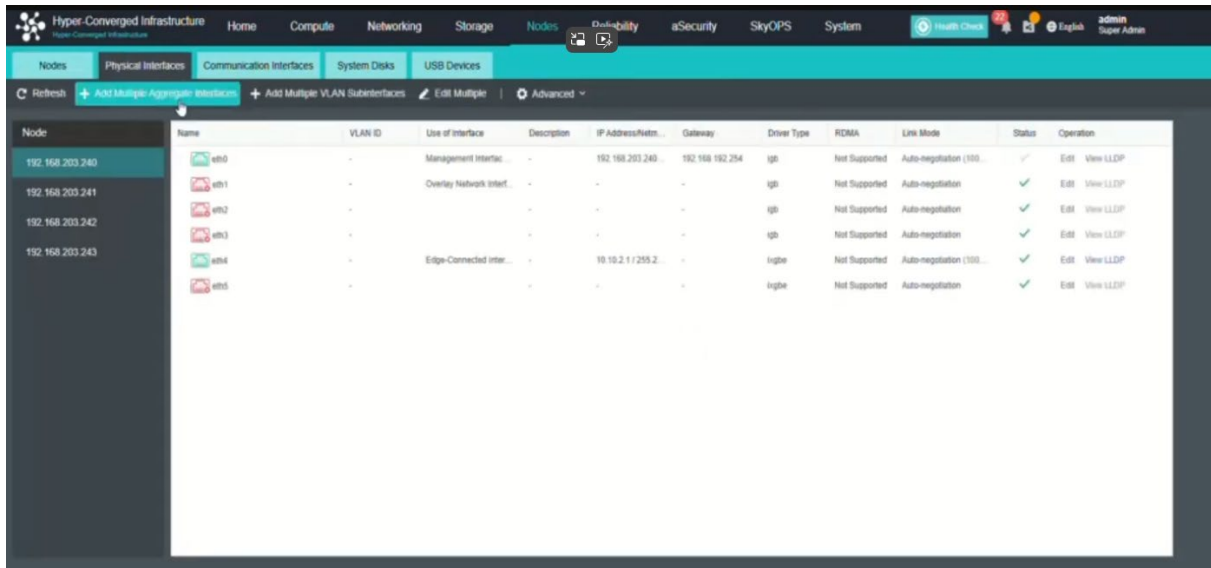 Hyper-Converged Infrastructure
Hyper-Converged Infrastructure
Home Compute Networking Storage Nodes Reliability aSecurity SkyOPS System Health Check 22 English admin
Super Admin
Nodes Physical Interfaces Communication Interfaces System Disks USB Devices
Refresh Add Multiple Aggregate Interfaces Add Multiple VLAN Subinterfaces Edit Multiple | Advanced
Node
192.168.203.240
192.168.203.241
192.168.203.242
192.168.203.243
Name VLAN ID Use of Interface Description IP Address/Netm... Gateway Driver Type RDMA Link Mode Status Operation
eth0 - Management Interfac... - 192.168.203.240... 192.168.192.254 igb Not Supported Auto-negotiation (100... Edit View LLDP
eth1 - Overlay Network Interf... - - - igb Not Supported Auto-negotiation Edit View LLDP
eth2 - - - - igb Not Supported Auto-negotiation Edit View LLDP
eth3 - - - - igb Not Supported Auto-negotiation Edit View LLDP
eth4 - Edge-Connected Inter... - 10.10.2.1 / 255.2... - ixgbe Not Supported Auto-negotiation (100... Edit View LLDP
eth5 - - - - ixgbe Not Supported Auto-negotiation Edit View LLDP